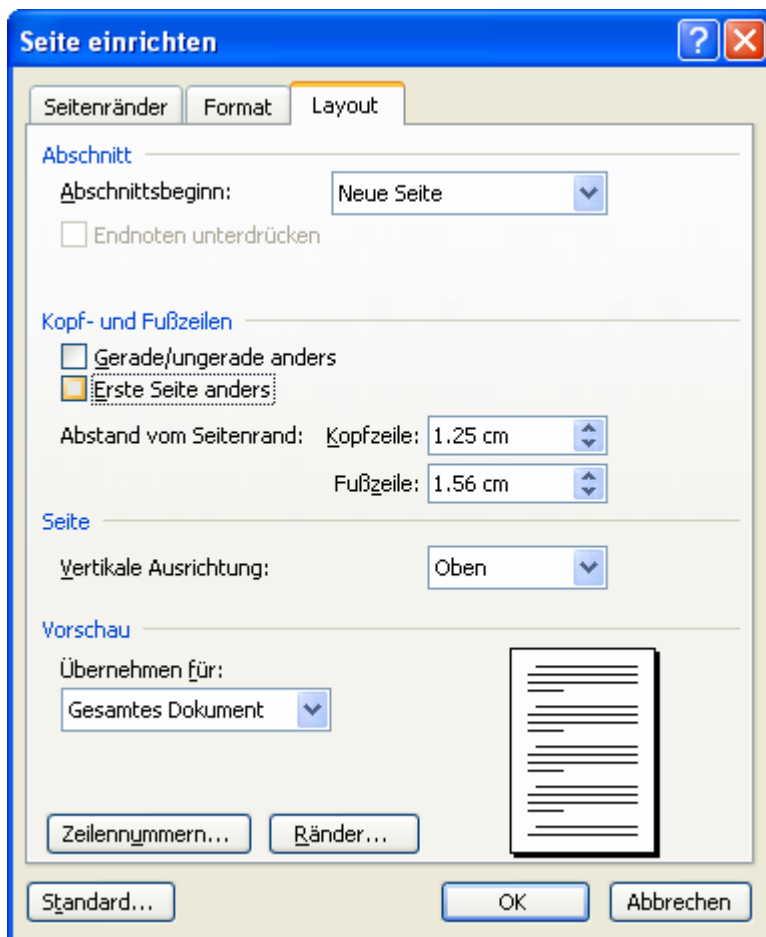 Seite einrichten
Seitenränder Format Layout
Abschnitt
Abschnittsbeginn: Neue Seite
Endnoten unterdrücken
Kopf- und Fußzeilen
Gerade/ungerade anders
Erste Seite anders
Abstand vom Seitenrand: Kopfzeile: 1.25 cm
Fußzeile: 1.56 cm
Seite
Vertikale Ausrichtung: Oben
Vorschau
Übernehmen für:
Gesamtes Dokument
Zeilennummern... Ränder...
Standard... OK Abbrechen